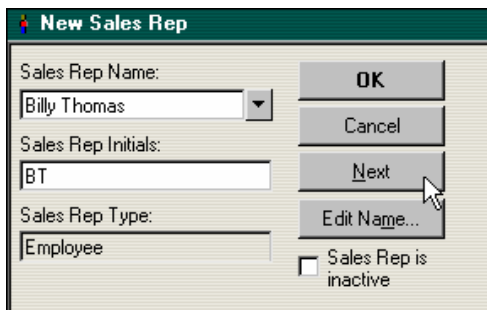 New Sales Rep
Sales Rep Name:
Billy Thomas
Sales Rep Initials:
BT
Sales Rep Type:
Employee
OK
Cancel
Next
Edit Name...
Sales Rep is
inactive